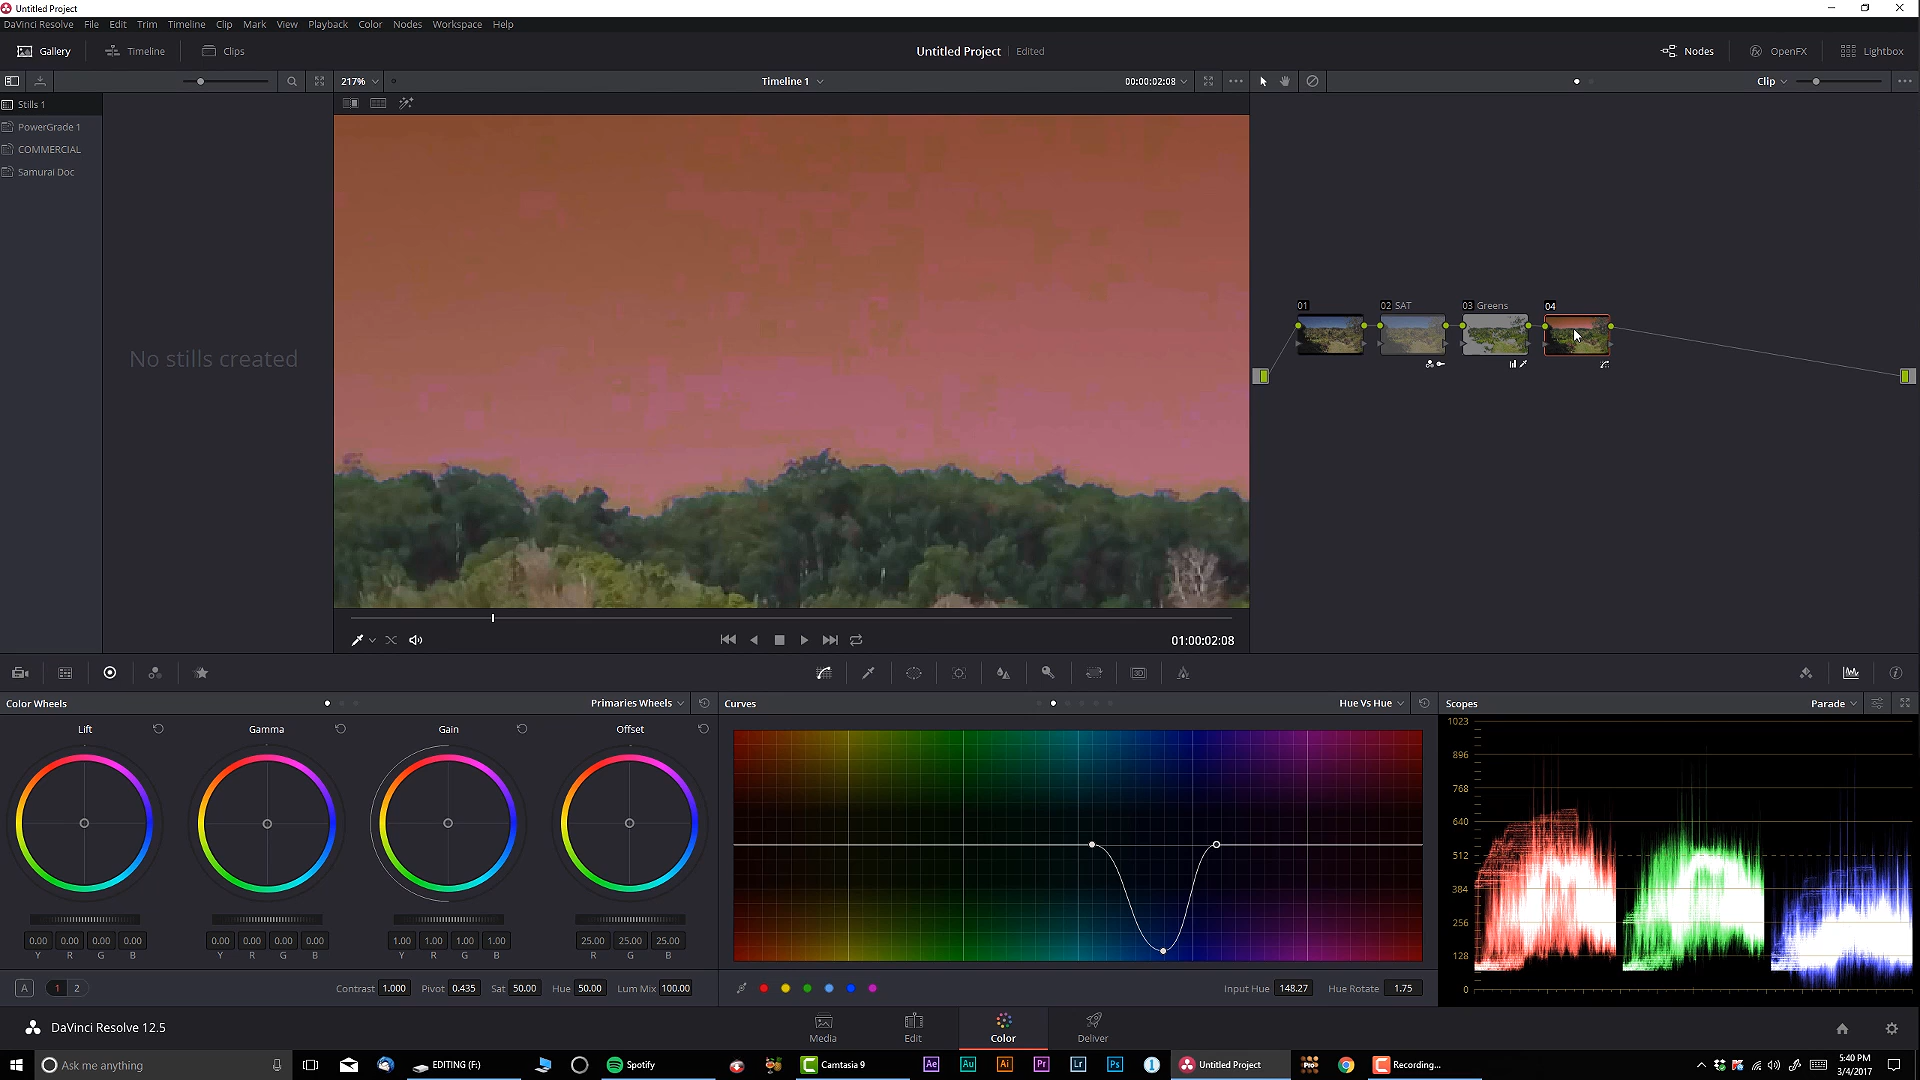 Untitled Project
DaVinci Resolve File Edit Trim Timeline Clip Mark View Playback Color Nodes Workspace Help
Gallery Timeline Clips Untitled Project Edited Nodes OpenFX Lightbox
217% Timeline 1 00:00:02:08 Clip
Stills 1
PowerGrade 1
COMMERCIAL
Samurai Doc
No stills created
01 02 SAT 03 Greens 04
01:00:02:08
Color Wheels Primaries Wheels Curves Hue Vs Hue Scopes Parade
Lift Gamma Gain Offset
1023
896
768
640
512
384
256
128
0
0.00 0.00 0.00 0.00 0.00 0.00 0.00 0.00 1.00 1.00 1.00 1.00 25.00 25.00 25.00
Y R G B Y R G B Y R G B R G B
A 1 2 Contrast 1.000 Pivot 0.435 Sat 50.00 Hue 50.00 Lum Mix 100.00 Input Hue 148.27 Hue Rotate 1.75
DaVinci Resolve 12.5 Media Edit Color Deliver
Ask me anything EDITING (F:) Spotify Camtasia 9 Ae Au Ai Pr Lr Ps Untitled Project Recording... 5:40 PM
3/4/2017